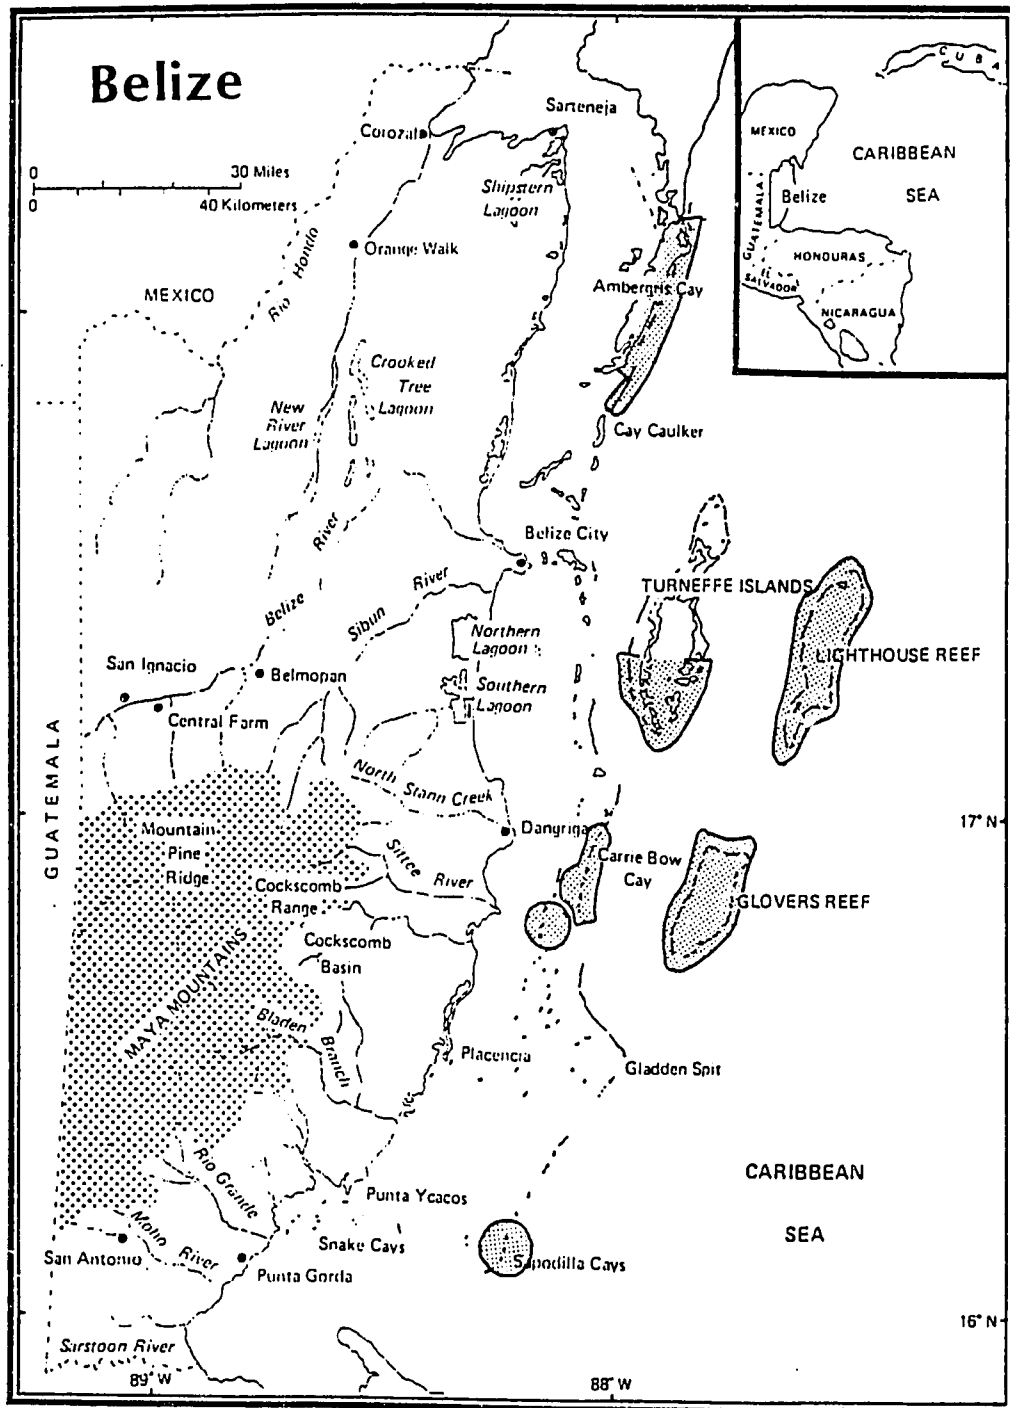 Belize
0
30 Miles
0
40 Kilometers
Corozal
Sarteneja
Shipstern
Lagoon
Orange Walk
Rio Hondo
MEXICO
Ambergris Cay
Crooked
Tree
Lagoon
New
River
Lagoon
Cay Caulker
Belize City
Belize River
Sibun River
TURNEFFE ISLANDS
LIGHTHOUSE REEF
Northern
Lagoon
Southern
Lagoon
San Ignacio
Belmopan
Central Farm
GUATEMALA
North Stann Creek
Dangriga
17° N
Mountain
Pine
Ridge
Sittee River
Carrie Bow
Cay
GLOVERS REEF
Cockscomb
Range
Cockscomb
Basin
MAYA MOUNTAINS
Bladen Branch
Placencia
Gladden Spit
CARIBBEAN
SEA
Rio Grande
Punta Ycacos
Snake Cays
Moho River
San Antonio
Punta Gorda
Sapodilla Cays
16° N
Sarstoon River
89° W
88° W
CUBA
MEXICO
CARIBBEAN
SEA
GUATEMALA
Belize
HONDURAS
EL
SALVADOR
NICARAGUA